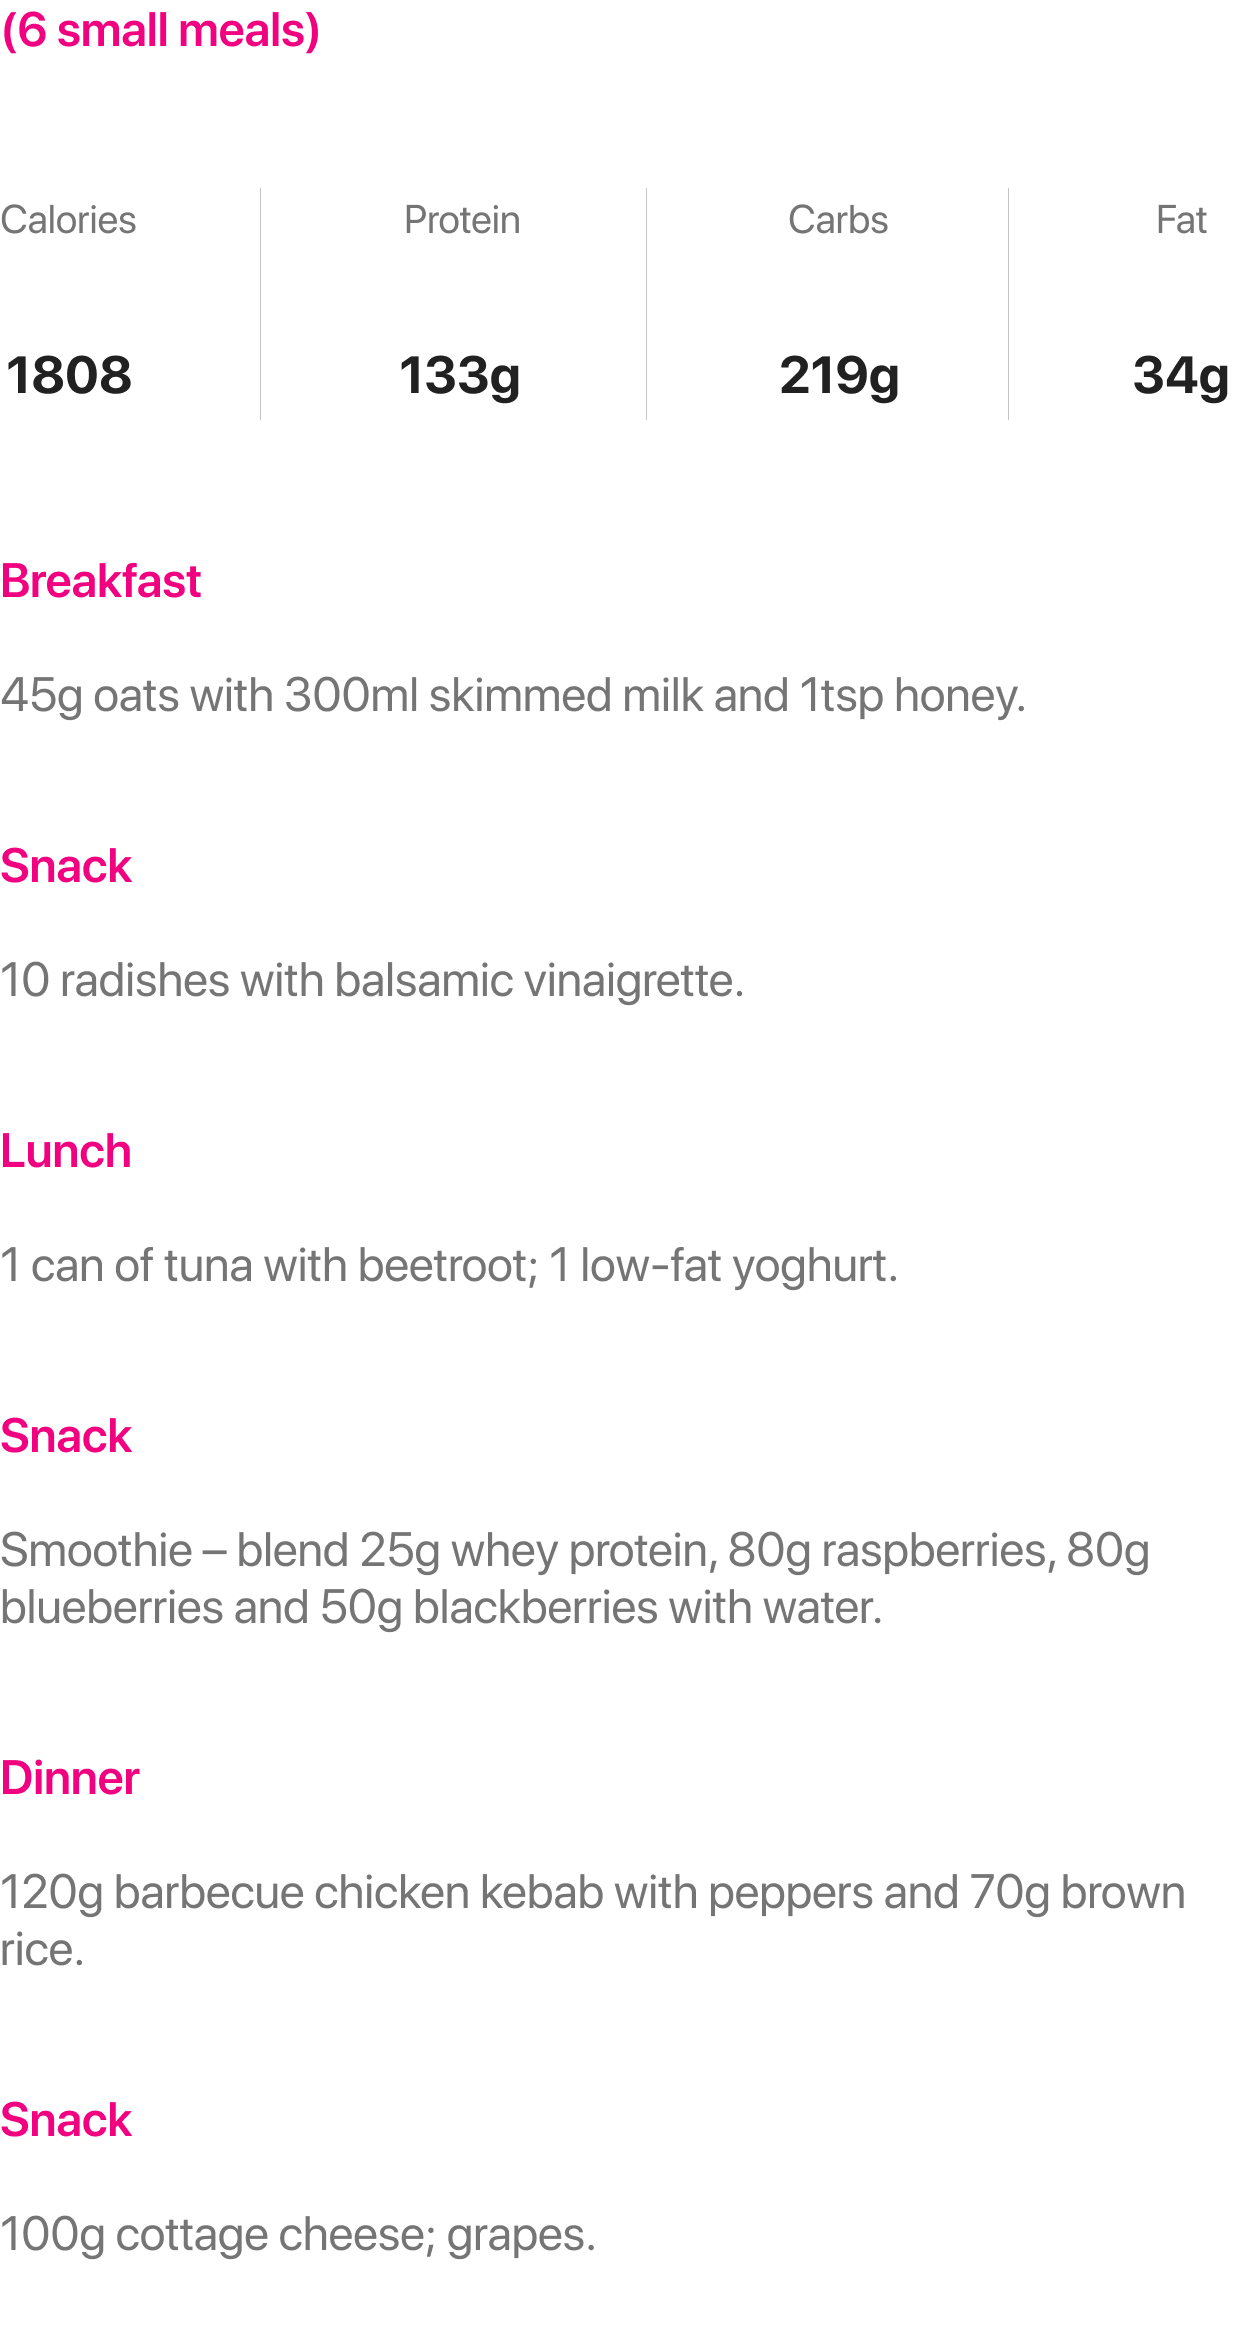 (6 small meals)
Calories Protein Carbs Fat
1808 133g 219g 34g
Breakfast
45g oats with 300ml skimmed milk and 1tsp honey.
Snack
10 radishes with balsamic vinaigrette.
Lunch
1 can of tuna with beetroot; 1 low-fat yoghurt.
Snack
Smoothie – blend 25g whey protein, 80g raspberries, 80g
blueberries and 50g blackberries with water.
Dinner
120g barbecue chicken kebab with peppers and 70g brown
rice.
Snack
100g cottage cheese; grapes.